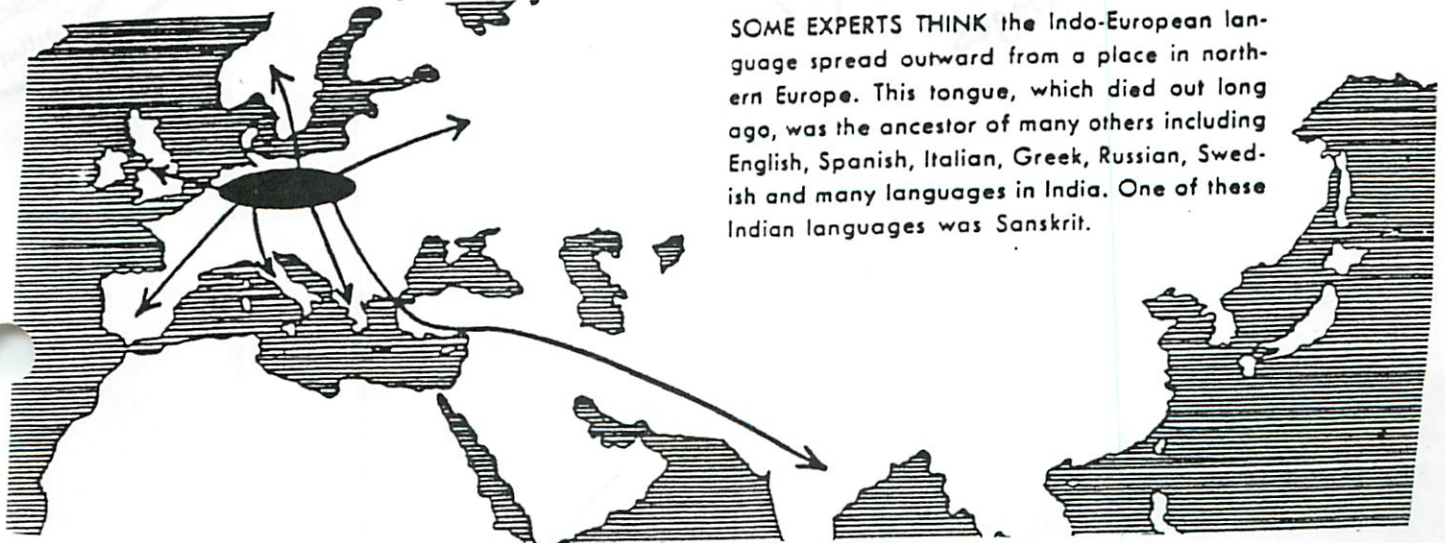 SOME EXPERTS THINK the Indo-European lan-
guage spread outward from a place in north-
ern Europe. This tongue, which died out long
ago, was the ancestor of many others including
English, Spanish, Italian, Greek, Russian, Swed-
ish and many languages in India. One of these
Indian languages was Sanskrit.